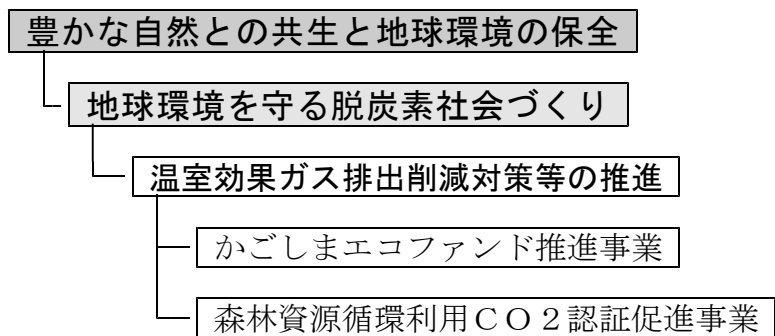 豊かな自然との共生と地球環境の保全
地球環境を守る脱炭素社会づくり
温室効果ガス排出削減対策等の推進
かごしまエコファンド推進事業
森林資源循環利用ＣＯ２認証促進事業